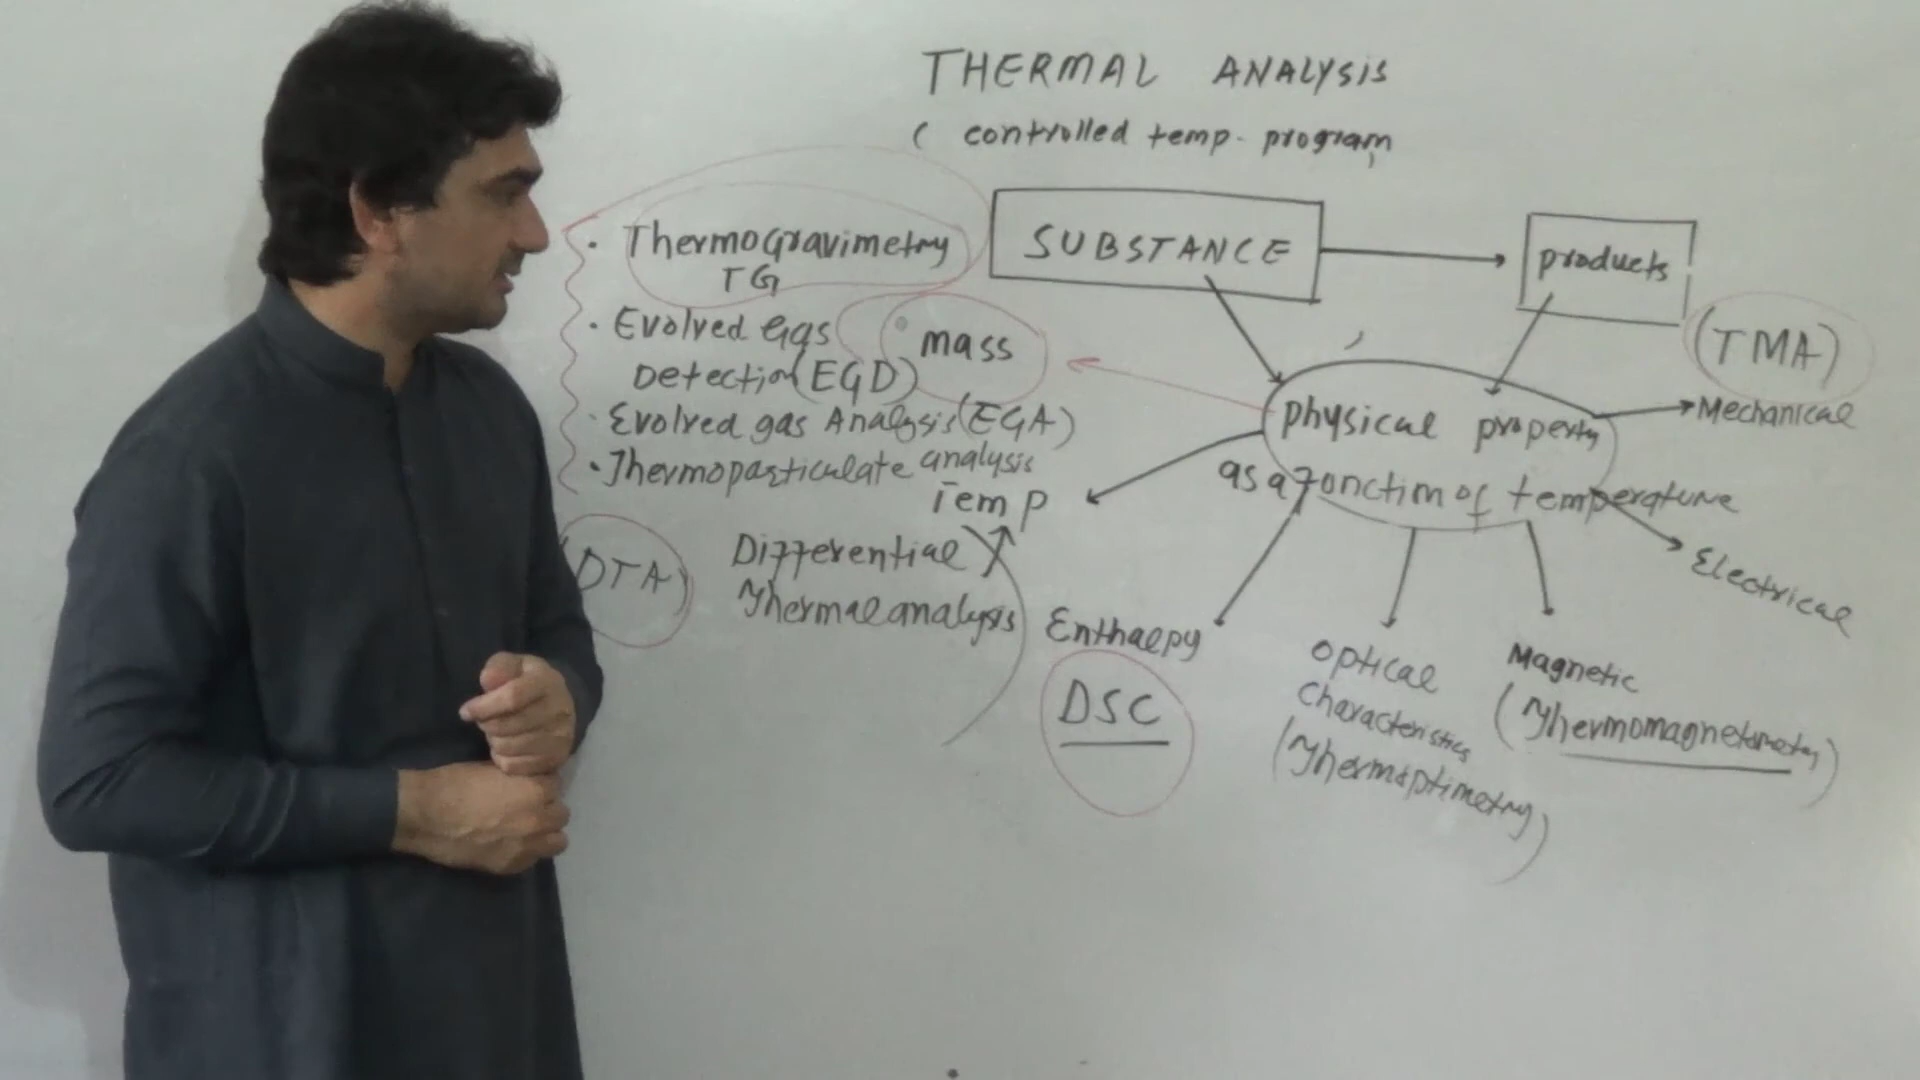 THERMAL ANALYSIS
( controlled temp. program,
SUBSTANCE
products
· Thermogravimetry
TG
· Evolved gas
Detection (EGD)
· Evolved gas Analysis (EGA)
· Thermoparticulate analysis
mass
(TMA)
Mechanical
physical property
as a fonction of temperature
Temp
(DTA)
Differential
Thermal analysis
Enthalpy
DSC
Optical
Characteristics
(Thermoptimetry)
Magnetic
(Thermomagnetometry)
Electrical